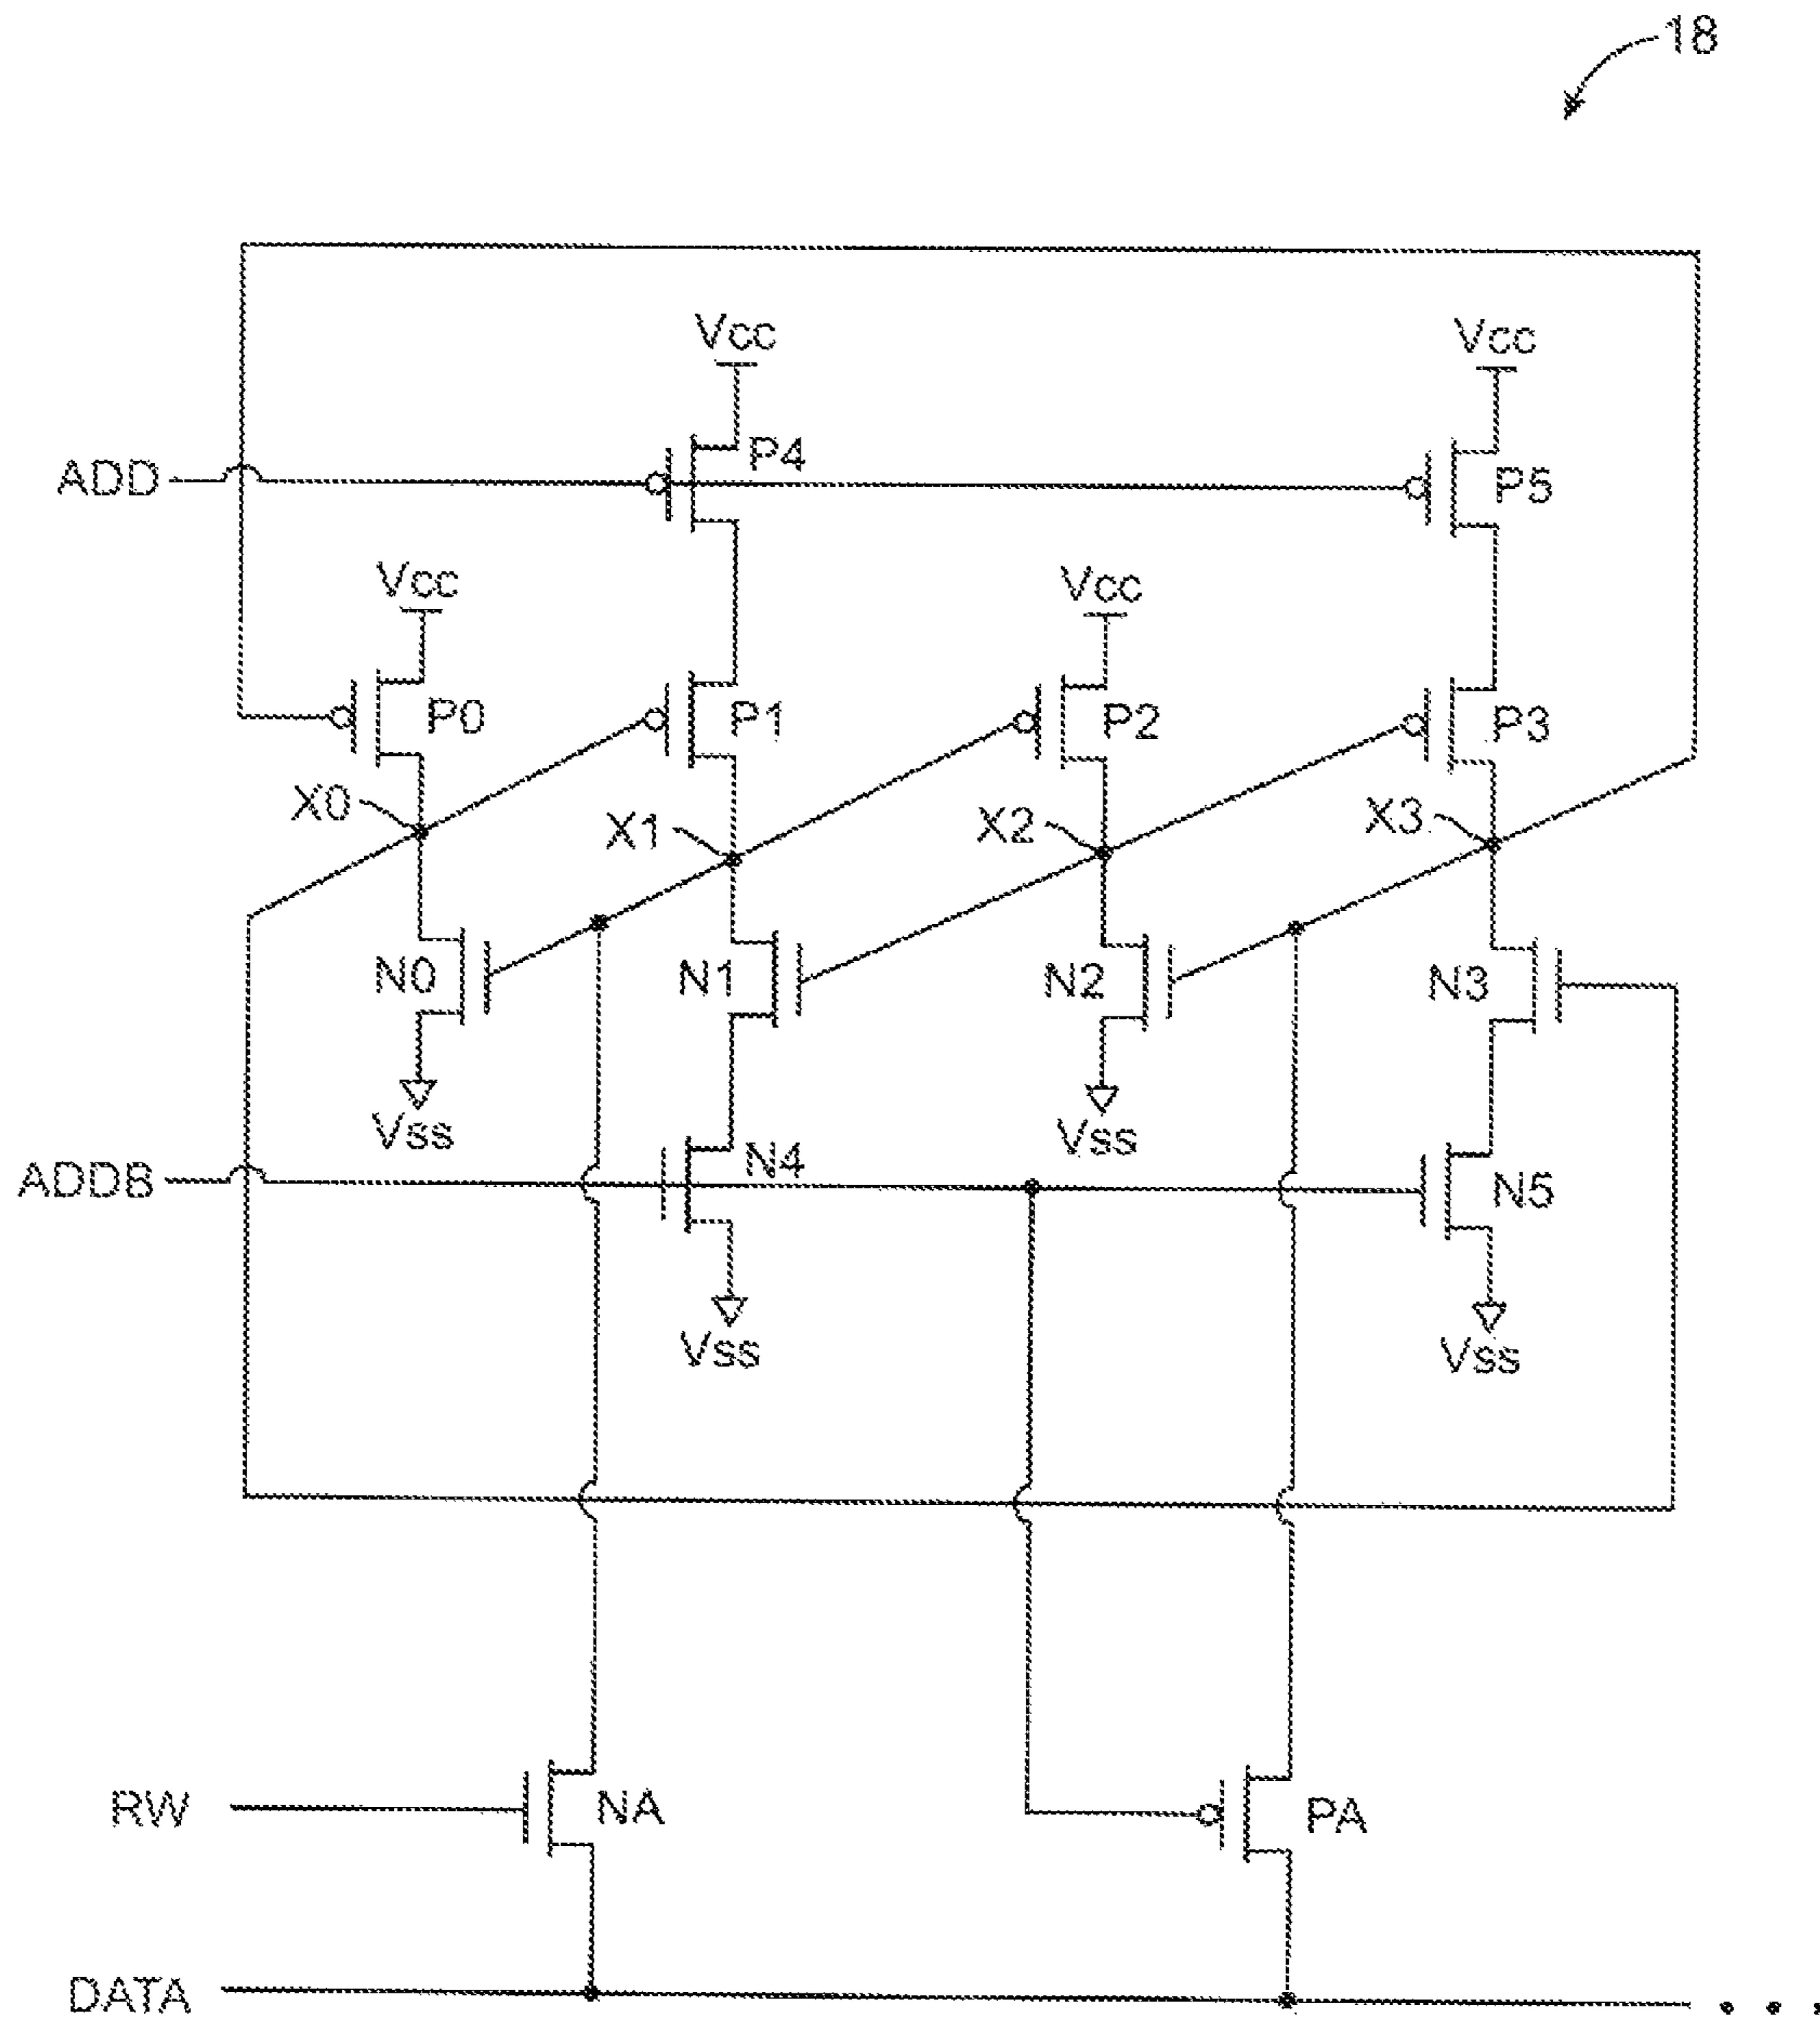 18
Vcc
Vcc
ADD
P4
P5
Vcc
Vcc
P0
P1
P2
P3
X0
X1
X2
X3
N0
N1
N2
N3
Vss
Vss
ADDB
N4
N5
Vss
Vss
RW
NA
PA
DATA